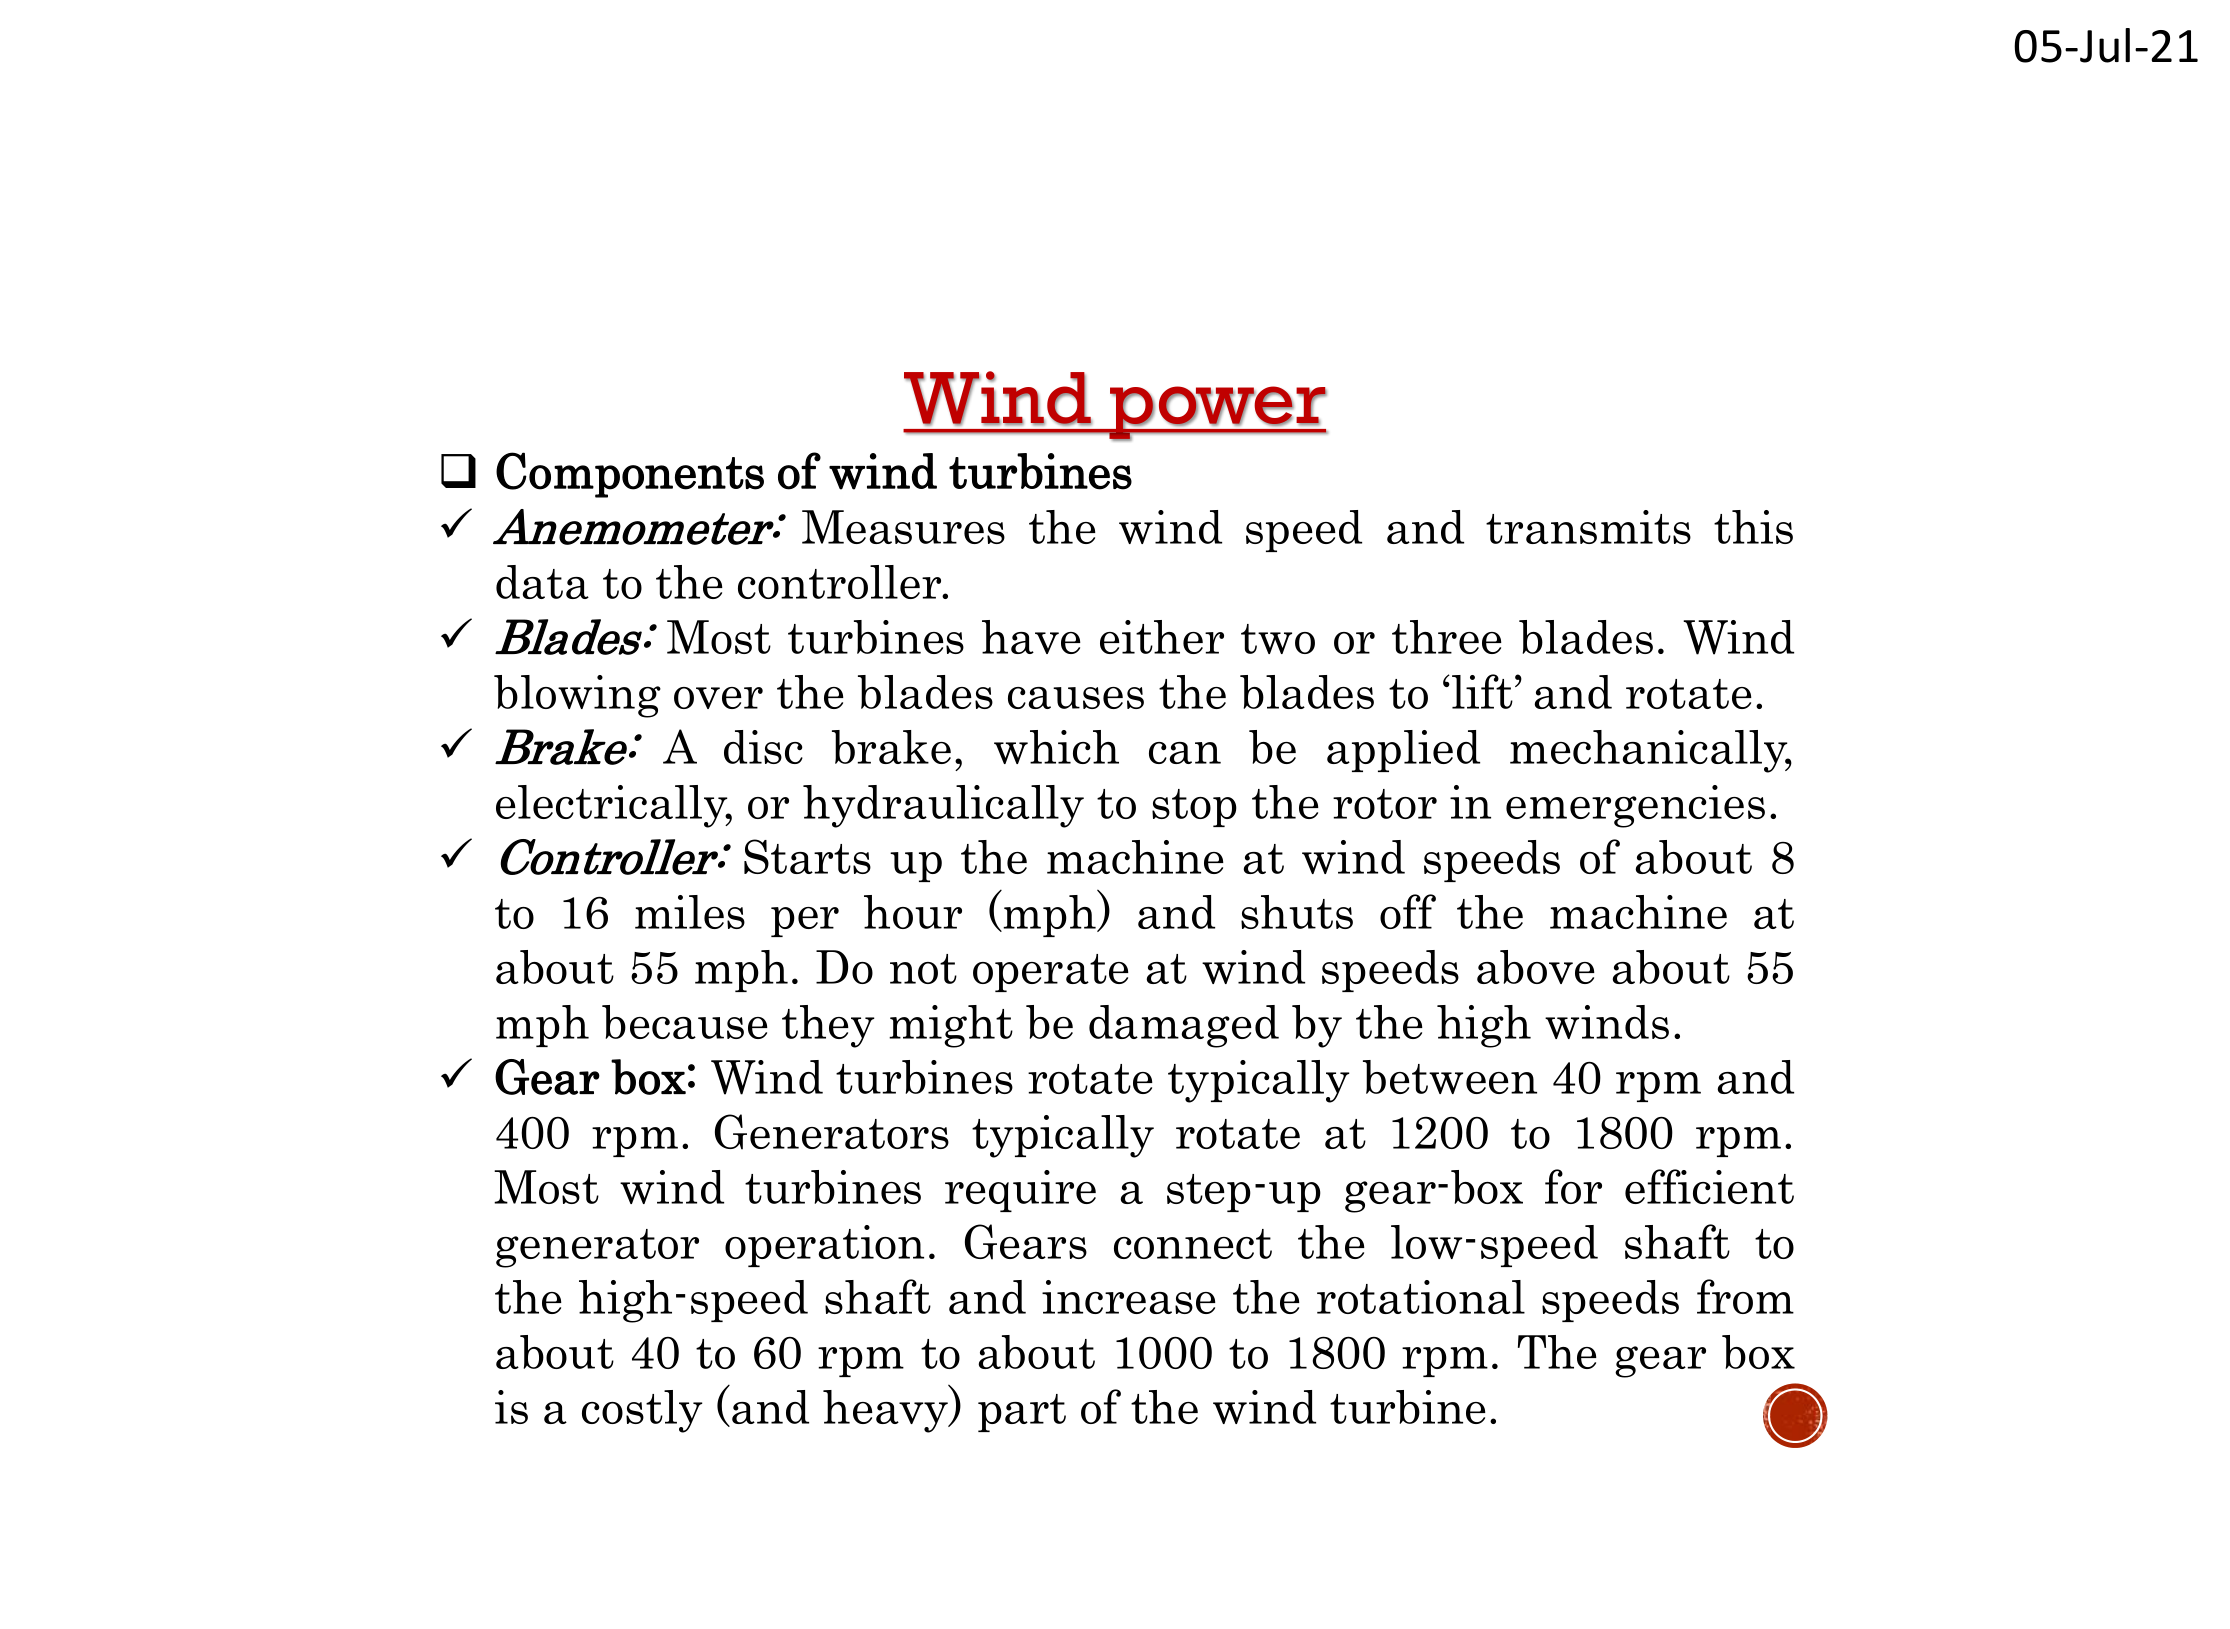 05-Jul-21
Wind power
Components of wind turbines
Anemometer: Measures the wind speed and transmits this
data to the controller.
Blades: Most turbines have either two or three blades. Wind
blowing over the blades causes the blades to ‘lift’ and rotate.
Brake: A disc brake, which can be applied mechanically,
electrically, or hydraulically to stop the rotor in emergencies.
Controller: Starts up the machine at wind speeds of about 8
to 16 miles per hour (mph) and shuts off the machine at
about 55 mph. Do not operate at wind speeds above about 55
mph because they might be damaged by the high winds.
Gear box: Wind turbines rotate typically between 40 rpm and
400 rpm. Generators typically rotate at 1200 to 1800 rpm.
Most wind turbines require a step-up gear-box for efficient
generator operation. Gears connect the low-speed shaft to
the high-speed shaft and increase the rotational speeds from
about 40 to 60 rpm to about 1000 to 1800 rpm. The gear box
is a costly (and heavy) part of the wind turbine.